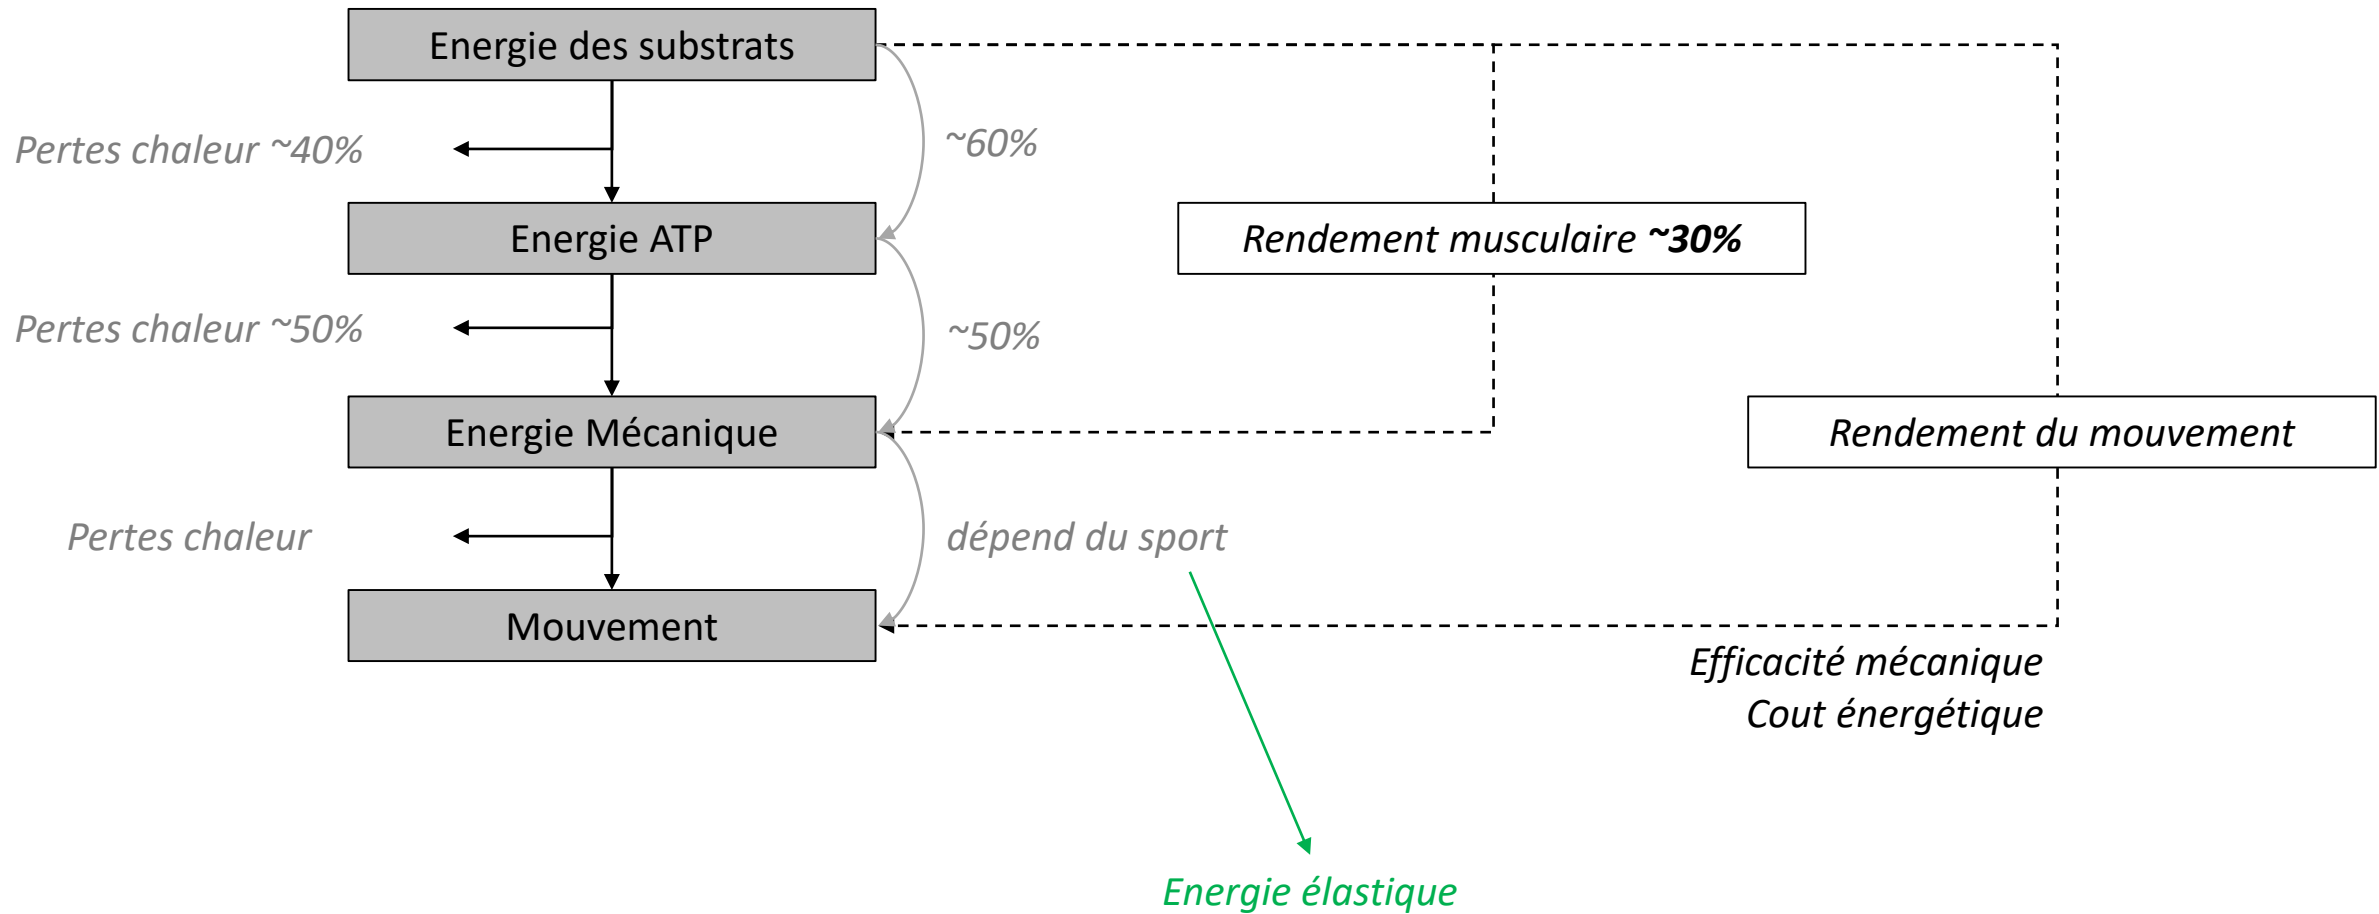 Energie des substrats
Pertes chaleur ~40%
~60%
Energie ATP
Rendement musculaire ~30%
Pertes chaleur ~50%
~50%
Energie Mécanique
Rendement du mouvement
Pertes chaleur
dépend du sport
Mouvement
Efficacité mécanique
Cout énergétique
Energie élastique